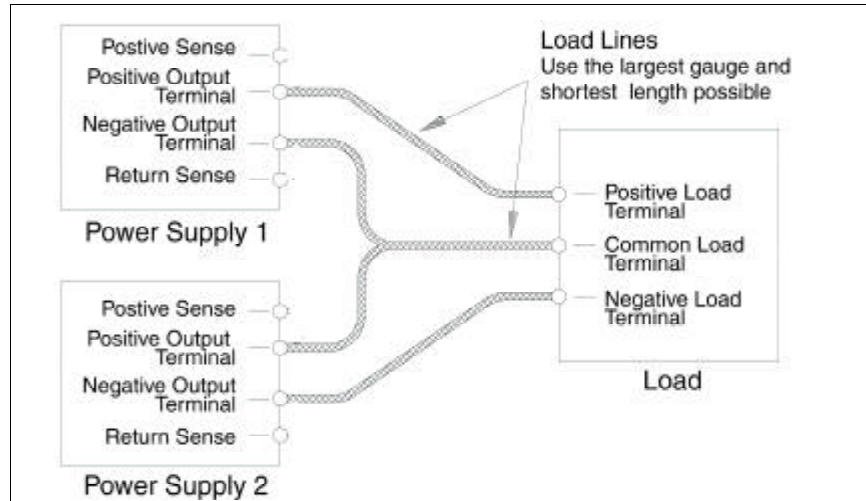 Postive Sense
Positive Output
Terminal
Negative Output
Terminal
Return Sense
Power Supply 1
Load Lines
Use the largest gauge and
shortest length possible
Positive Load
Terminal
Common Load
Terminal
Negative Load
Terminal
Load
Postive Sense
Positive Output
Terminal
Negative Output
Terminal
Return Sense
Power Supply 2